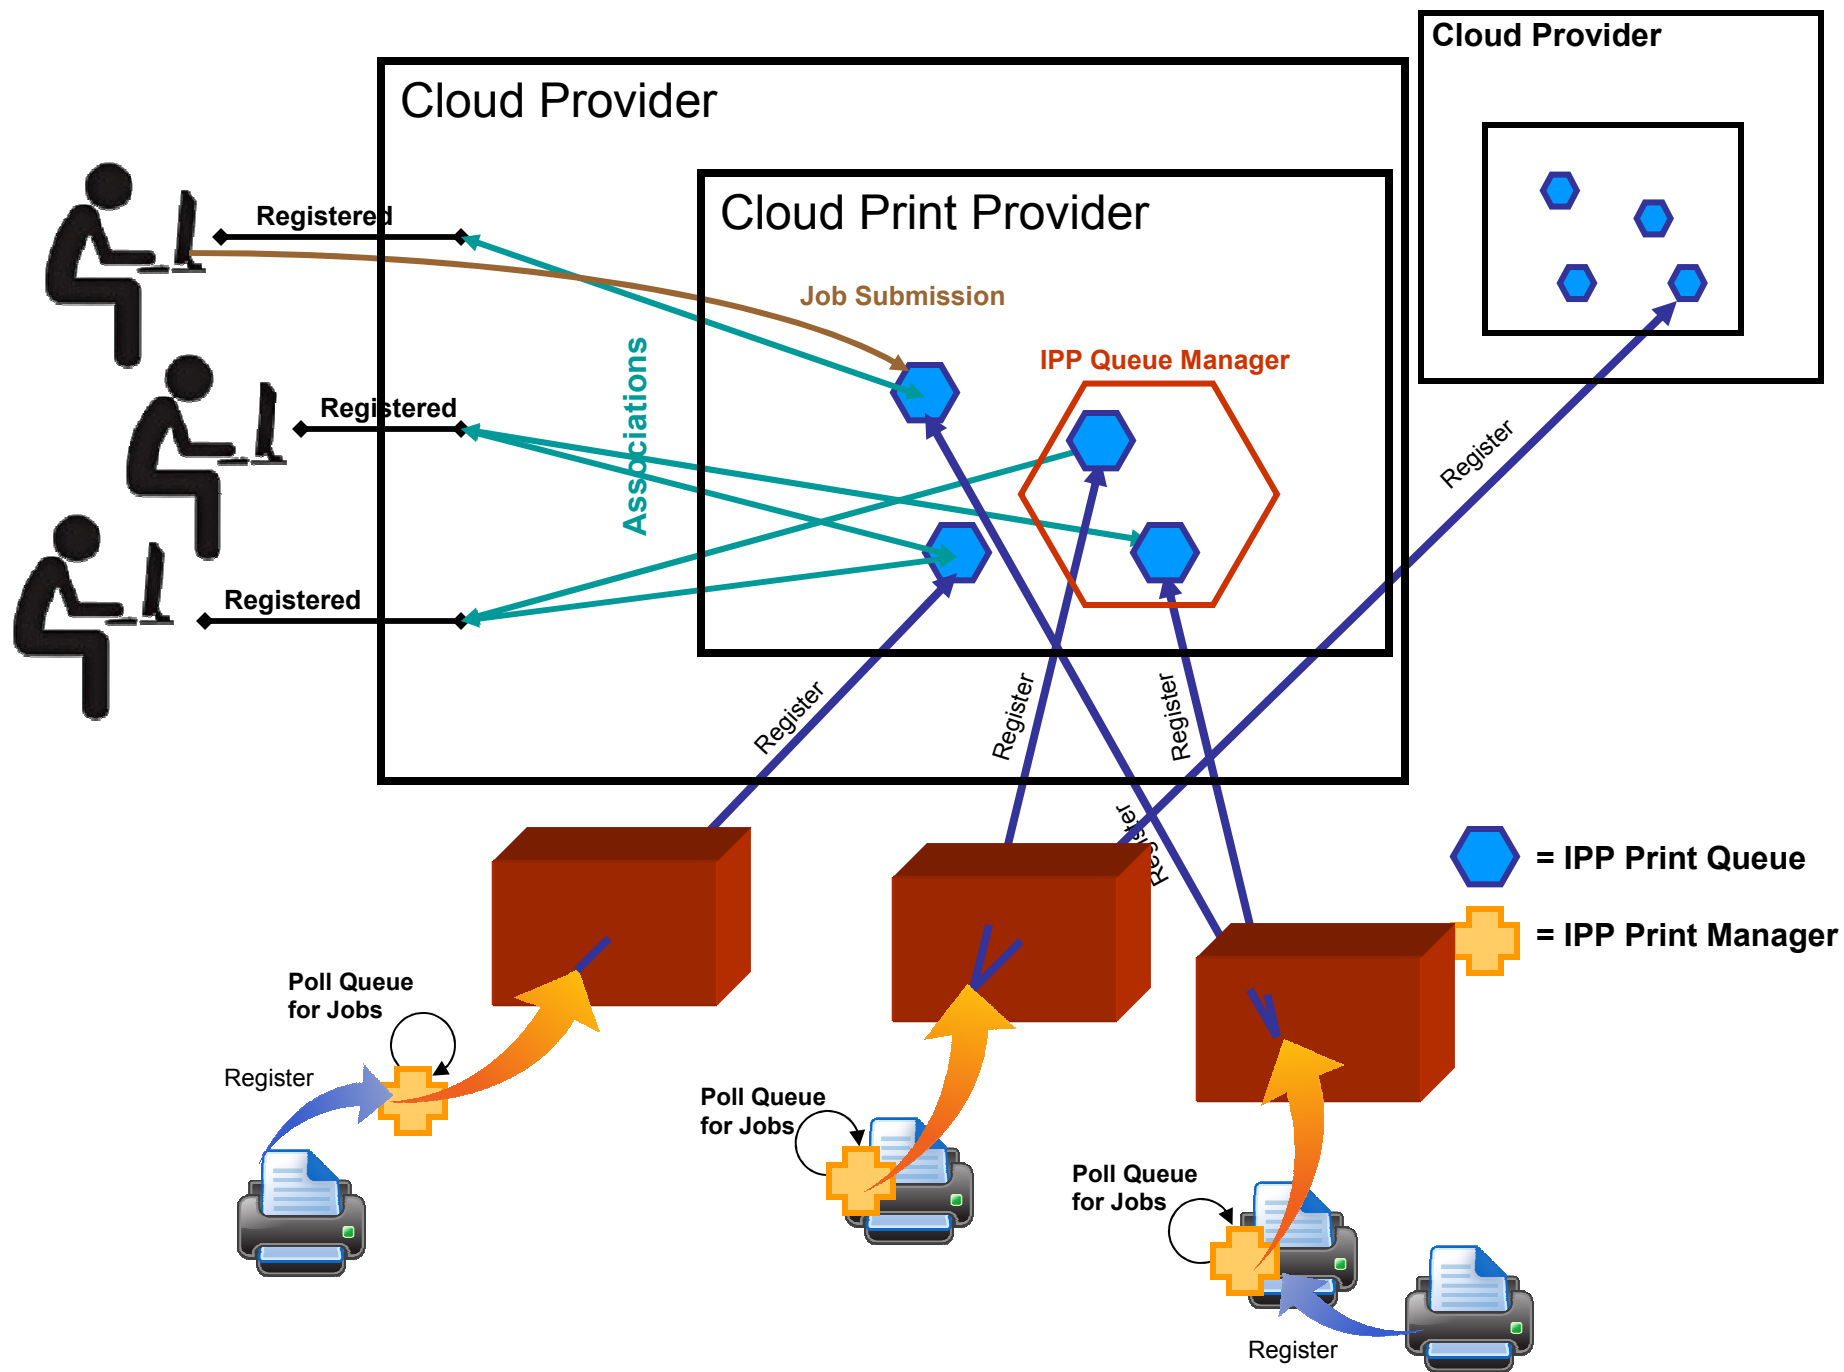 Cloud Provider
Cloud Provider
Cloud Print Provider
Registered
Job Submission
IPP Queue Manager
Associations
Registered
Register
Registered
Register
Register
Register
Register
= IPP Print Queue
= IPP Print Manager
Poll Queue
for Jobs
Register
Poll Queue
for Jobs
Poll Queue
for Jobs
Register